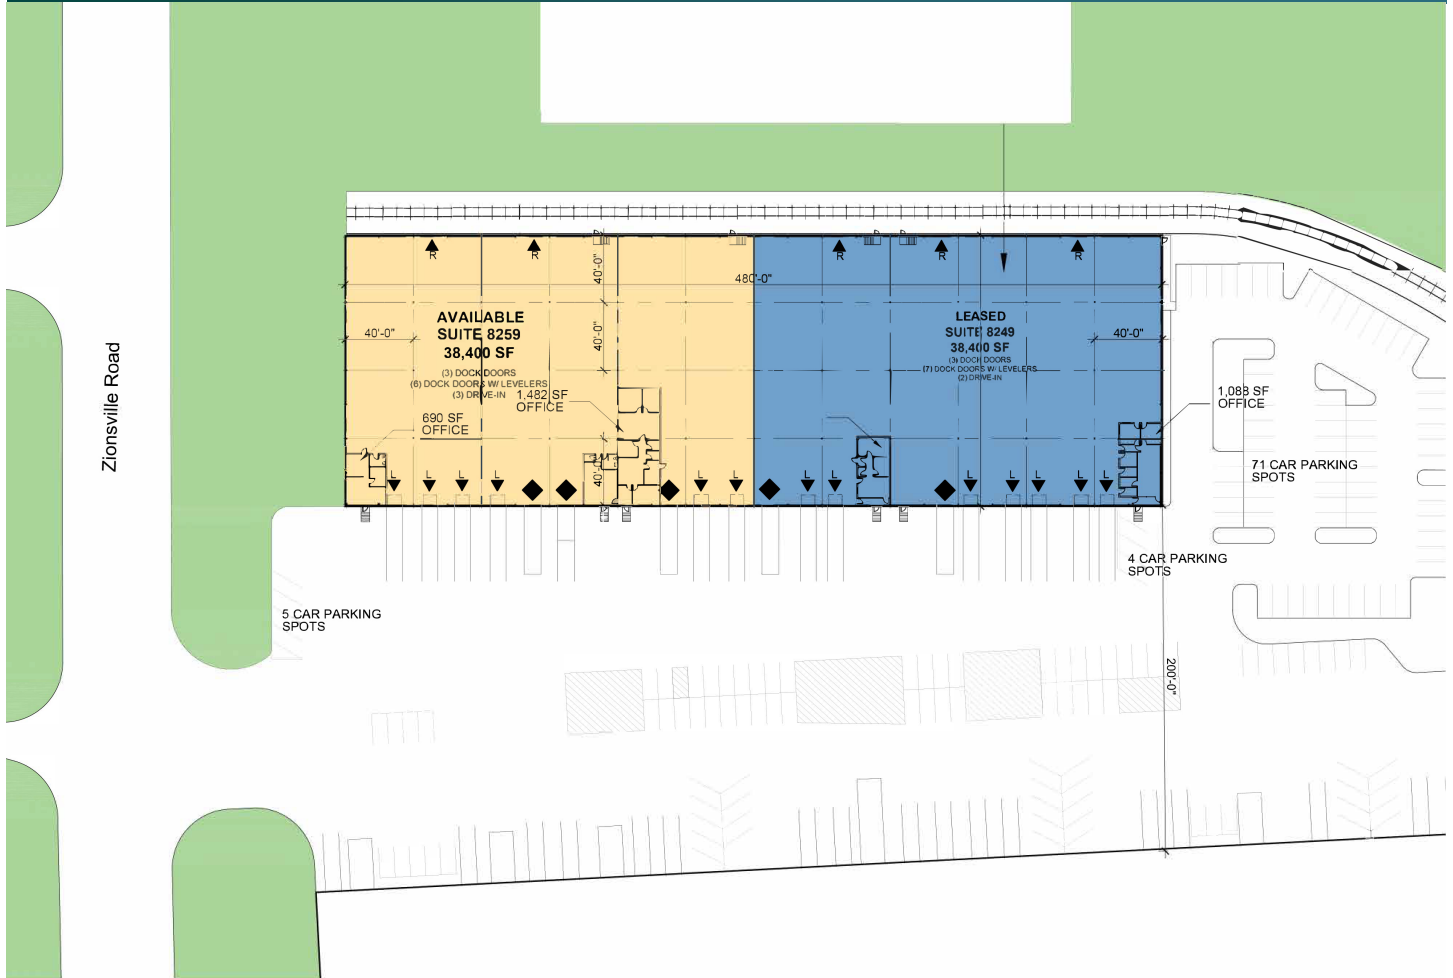 R
R
R
R
R
40'-0"
480'-0"
AVAILABLE
SUITE 8259
38,400 SF
(3) DOCK DOORS
(6) DOCK DOORS W/ LEVELERS
(3) DRIVE-IN
40'-0"
40'-0"
LEASED
SUITE 8249
38,400 SF
(3) DOCK DOORS
(7) DOCK DOORS W/ LEVELERS
(2) DRIVE-IN
40'-0"
Zionsville Road
1,482 SF
OFFICE
690 SF
OFFICE
1,088 SF
OFFICE
40'-0"
L
L
L
L
L
L
L
L
L
L
L
L
L
71 CAR PARKING
SPOTS
4 CAR PARKING
SPOTS
5 CAR PARKING
SPOTS
200'-0"